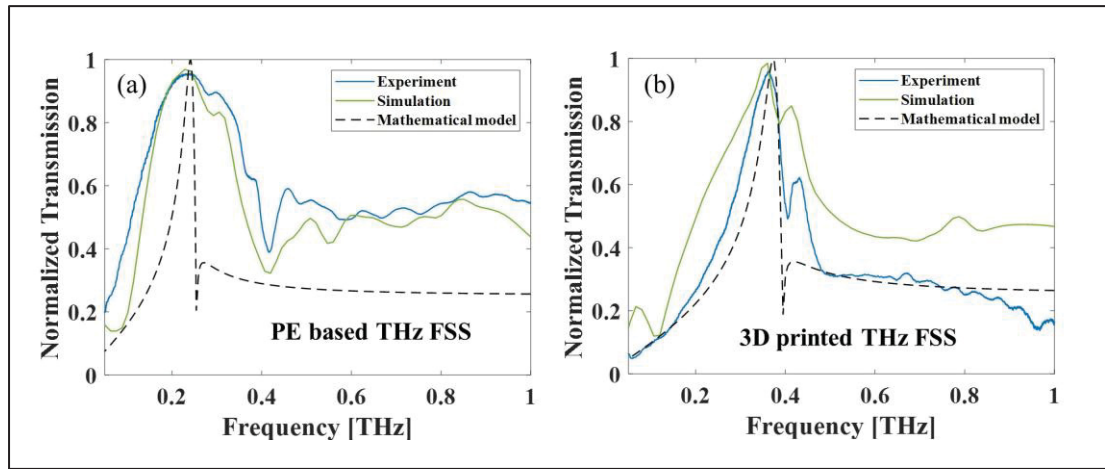 (a)
Experiment
Simulation
Mathematical model
Normalized Transmission
1
0.8
0.6
0.4
0.2
0
PE based THz FSS
0.2
0.4
0.6
0.8
1
Frequency [THz]
(b)
Experiment
Simulation
Mathematical model
Normalized Transmission
1
0.8
0.6
0.4
0.2
0
3D printed THz FSS
0.2
0.4
0.6
0.8
1
Frequency [THz]